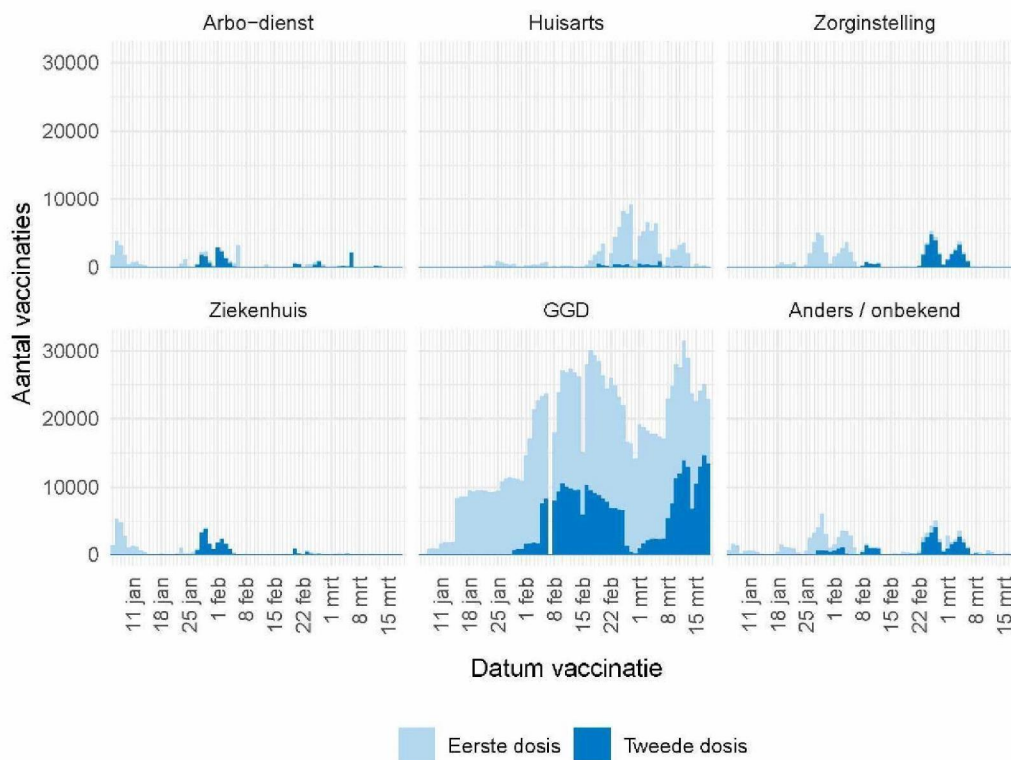 Arbo−dienst
Huisarts
Zorginstelling
30000
20000
10000
0
Ziekenhuis
GGD
Anders / onbekend
30000
20000
10000
0
Aantal vaccinaties
11 jan
18 jan
25 jan
1 feb
8 feb
15 feb
22 feb
1 mrt
8 mrt
15 mrt
11 jan
18 jan
25 jan
1 feb
8 feb
15 feb
22 feb
1 mrt
8 mrt
15 mrt
11 jan
18 jan
25 jan
1 feb
8 feb
15 feb
22 feb
1 mrt
8 mrt
15 mrt
Datum vaccinatie
Eerste dosis
Tweede dosis